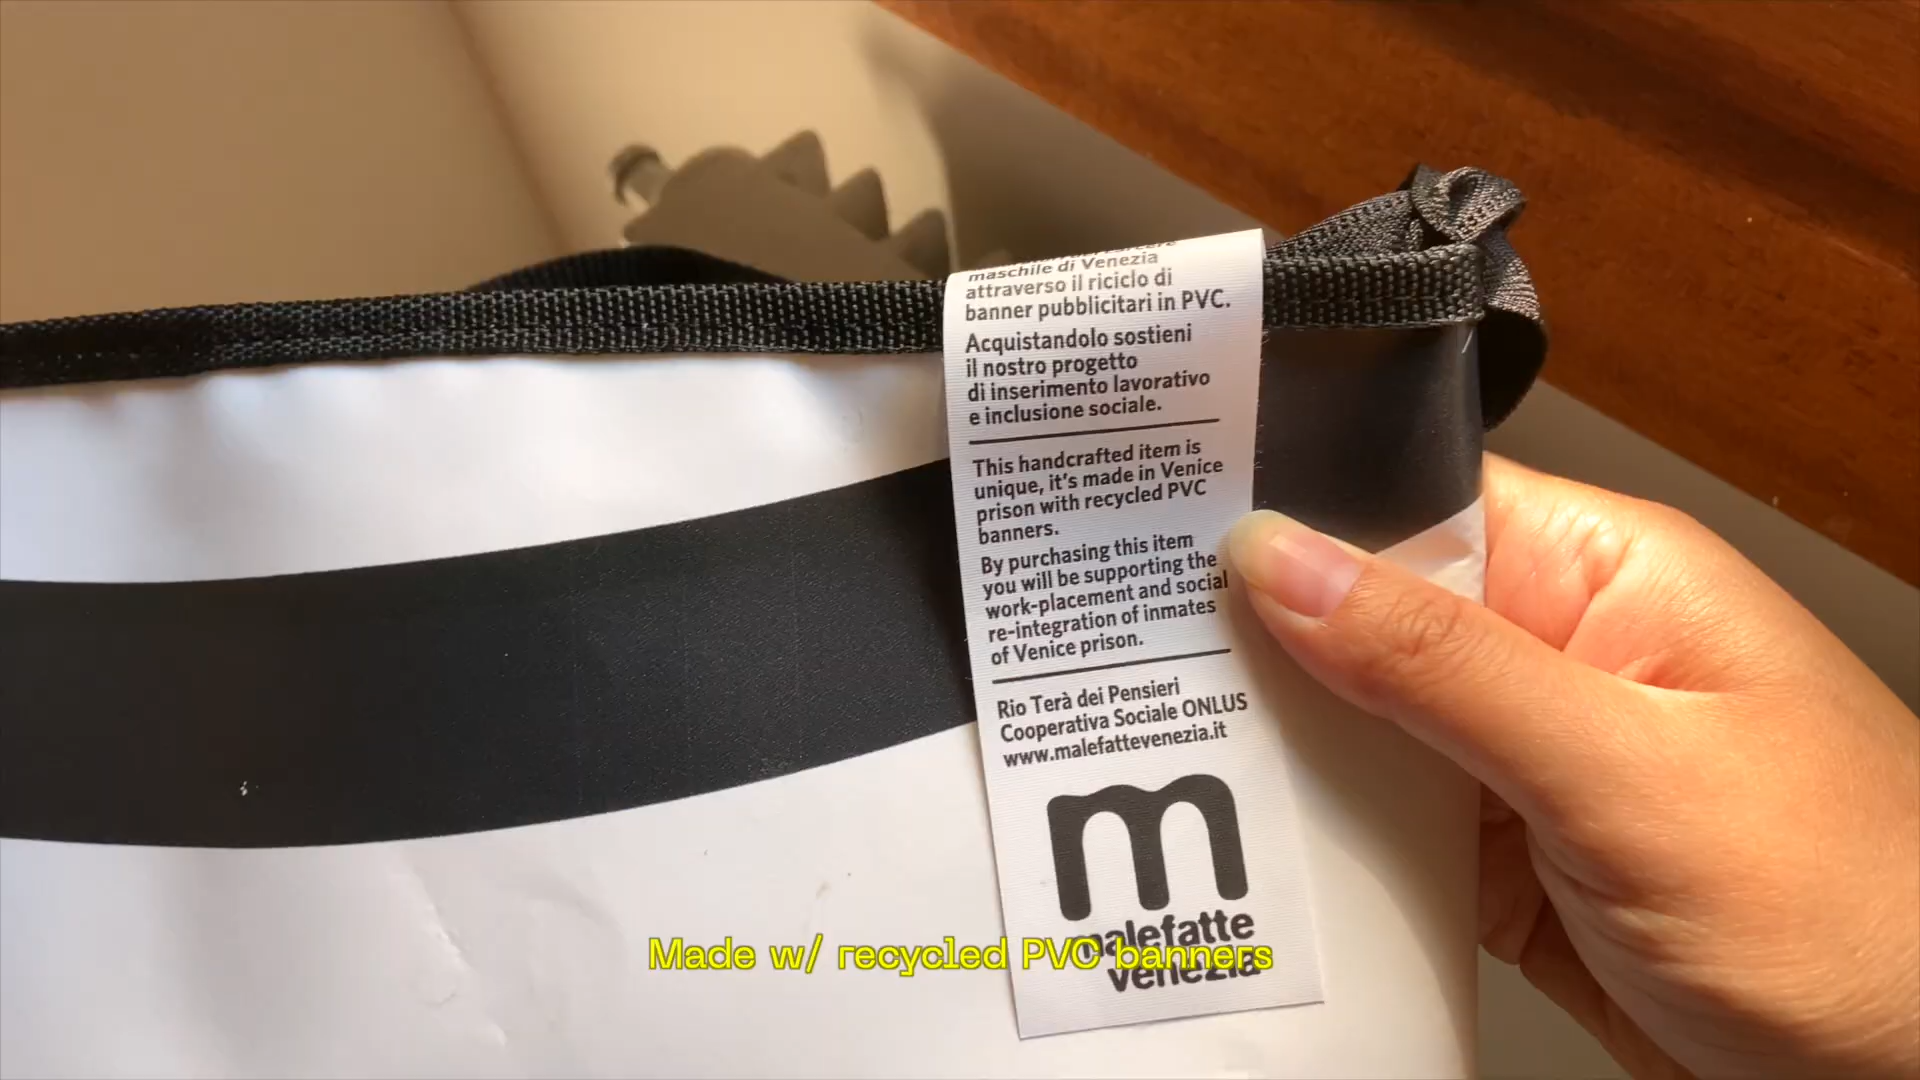 maschile di Venezia
attraverso il riciclo di
banner pubblicitari in PVC.
Acquistandolo sostieni
il nostro progetto
di inserimento lavorativo
e inclusione sociale.
This handcrafted item is
unique, it's made in Venice
prison with recycled PVC
banners.
By purchasing this item
you will be supporting the
work-placement and social
re-integration of inmates
of Venice prison.
Rio Terà dei Pensieri
Cooperativa Sociale ONLUS
www.malefattevenezia.it
m
malefatte
venezia
Made w/ recycled PVC banners